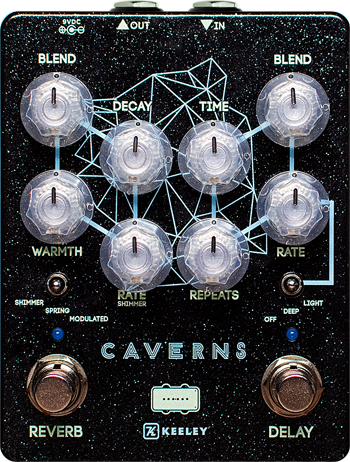 9VDC
OUT
IN
BLEND
BLEND
DECAY
TIME
WARMTH
RATE
SHIMMER
REPEATS
RATE
SHIMMER
SPRING
MODULATED
LIGHT
DEEP
OFF
CAVERNS
REVERB
KEELEY
DELAY